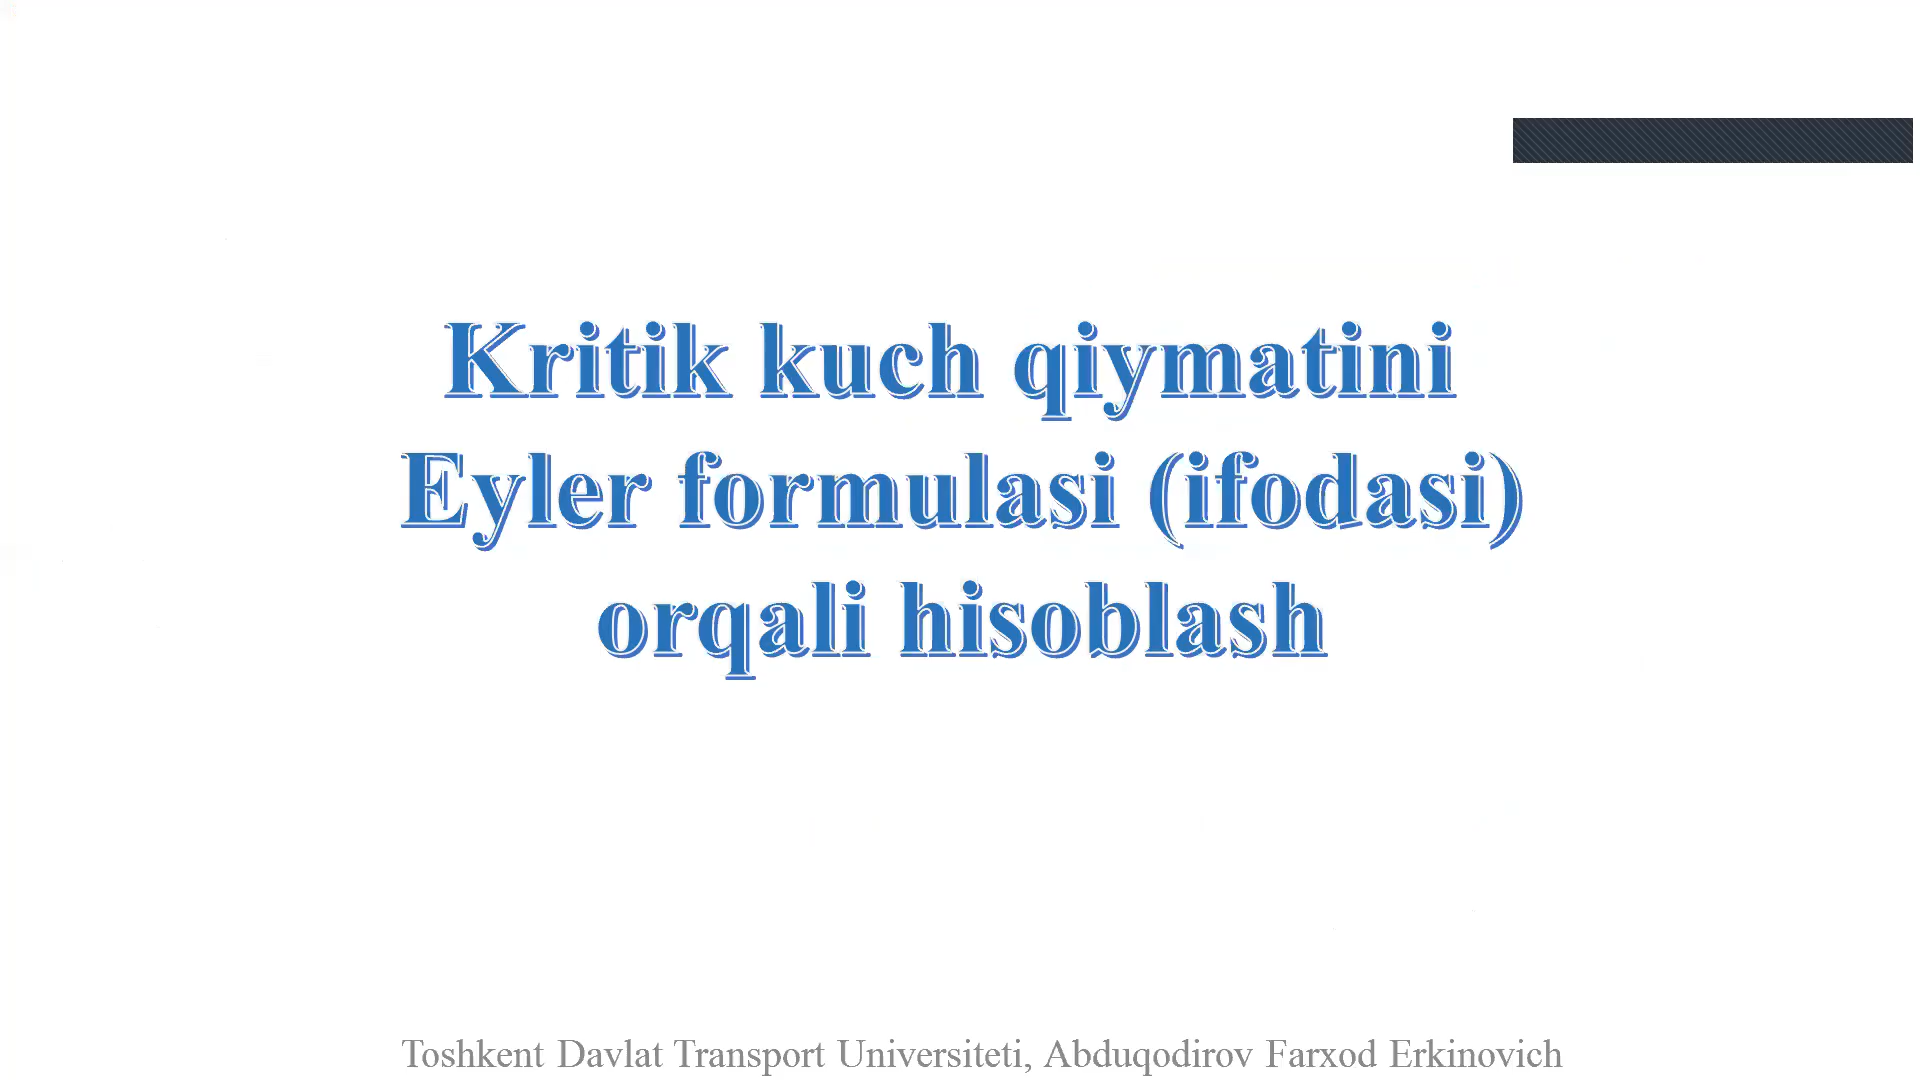 Kritik kuch qiymatini
Eyler formulasi (ifodasi)
orqali hisoblash
Toshkent Davlat Transport Universiteti, Abduqodirov Farxod Erkinovich